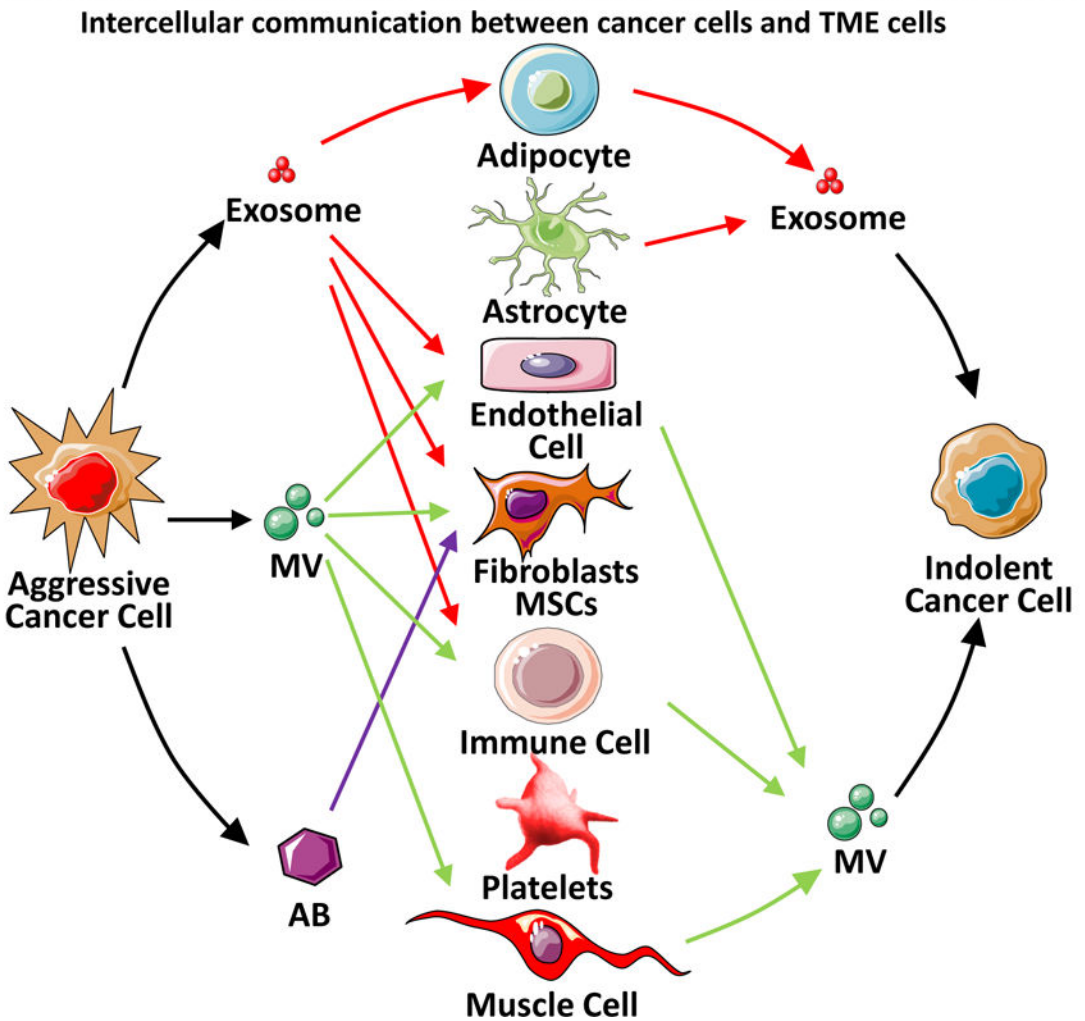 Intercellular communication between cancer cells and TME cells
Adipocyte
Exosome
Exosome
Astrocyte
Endothelial
Cell
Aggressive
Cancer Cell
MV
Fibroblasts
MSCs
Indolent
Cancer Cell
Immune Cell
AB
Platelets
MV
Muscle Cell